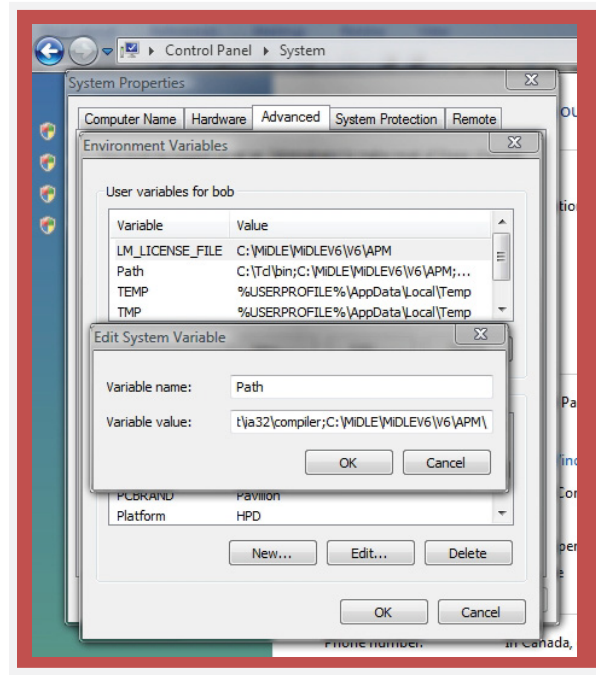 Control Panel System
System Properties
Computer Name Hardware Advanced System Protection Remote
Environment Variables
User variables for bob
Variable Value
LM_LICENSE_FILE C:\MiDLE\MiDLEV6\V6\APM
Path C:\Tcl\bin;C:\MiDLE\MiDLEV6\V6\APM;...
TEMP %USERPROFILE%\AppData\Local\Temp
TMP %USERPROFILE%\AppData\Local\Temp
Edit System Variable
Variable name: Path
Variable value: t\ia32\compiler;C:\MiDLE\MiDLEV6\V6\APM\
OK Cancel
PCBRAND Pavilion
Platform HPD
New... Edit... Delete
OK Cancel
Phone number: In Canada,